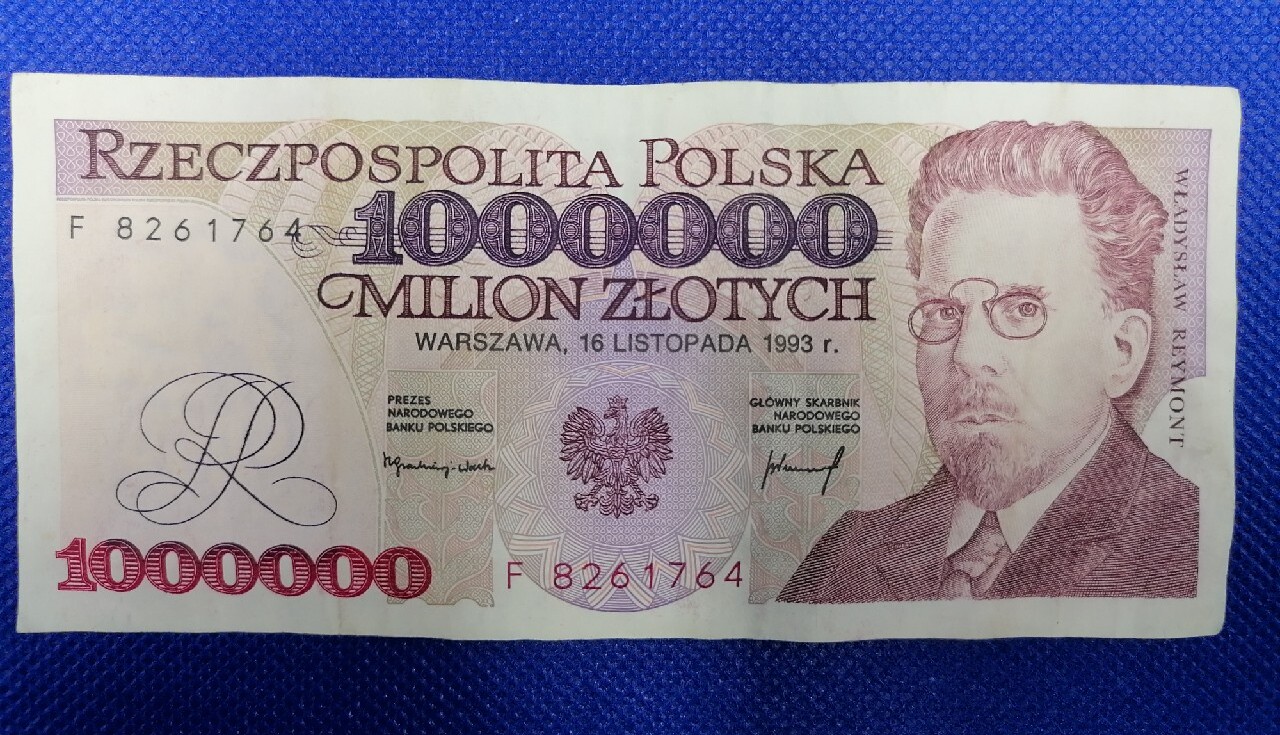 RZECZPOSPOLITA POLSKA
F 8261764
1000000
MILION ZŁOTYCH
WARSZAWA, 16 LISTOPADA 1993 r.
PREZES
NARODOWEGO
BANKU POLSKIEGO
GŁÓWNY SKARBNIK
NARODOWEGO
BANKU POLSKIEGO
1000000
F 8261764
WŁADYSŁAW REYMONT